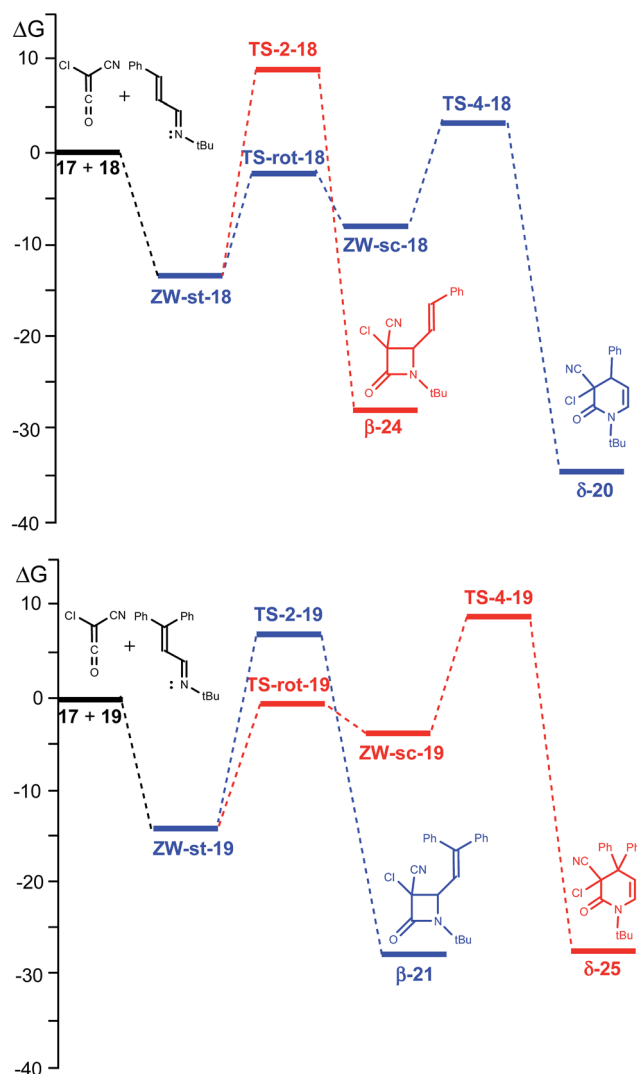 ΔG
10
0
-10
-20
-30
-40
Cl
CN
C
O
+
Ph
:N
tBu
17 + 18
ZW-st-18
TS-2-18
TS-rot-18
ZW-sc-18
TS-4-18
Ph
Cl
CN
O
N
tBu
β-24
Ph
NC
Cl
O
N
tBu
δ-20
ΔG
10
0
-10
-20
-30
-40
Cl
CN
C
O
+
Ph
Ph
:N
tBu
17 + 19
ZW-st-19
TS-2-19
TS-rot-19
ZW-sc-19
TS-4-19
Ph
Ph
Cl
CN
O
N
tBu
β-21
Ph
Ph
NC
Cl
O
N
tBu
δ-25